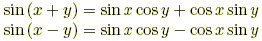 sin (x + y) = sin x cos y + cos x sin y
sin (x − y) = sin x cos y − cos x sin y